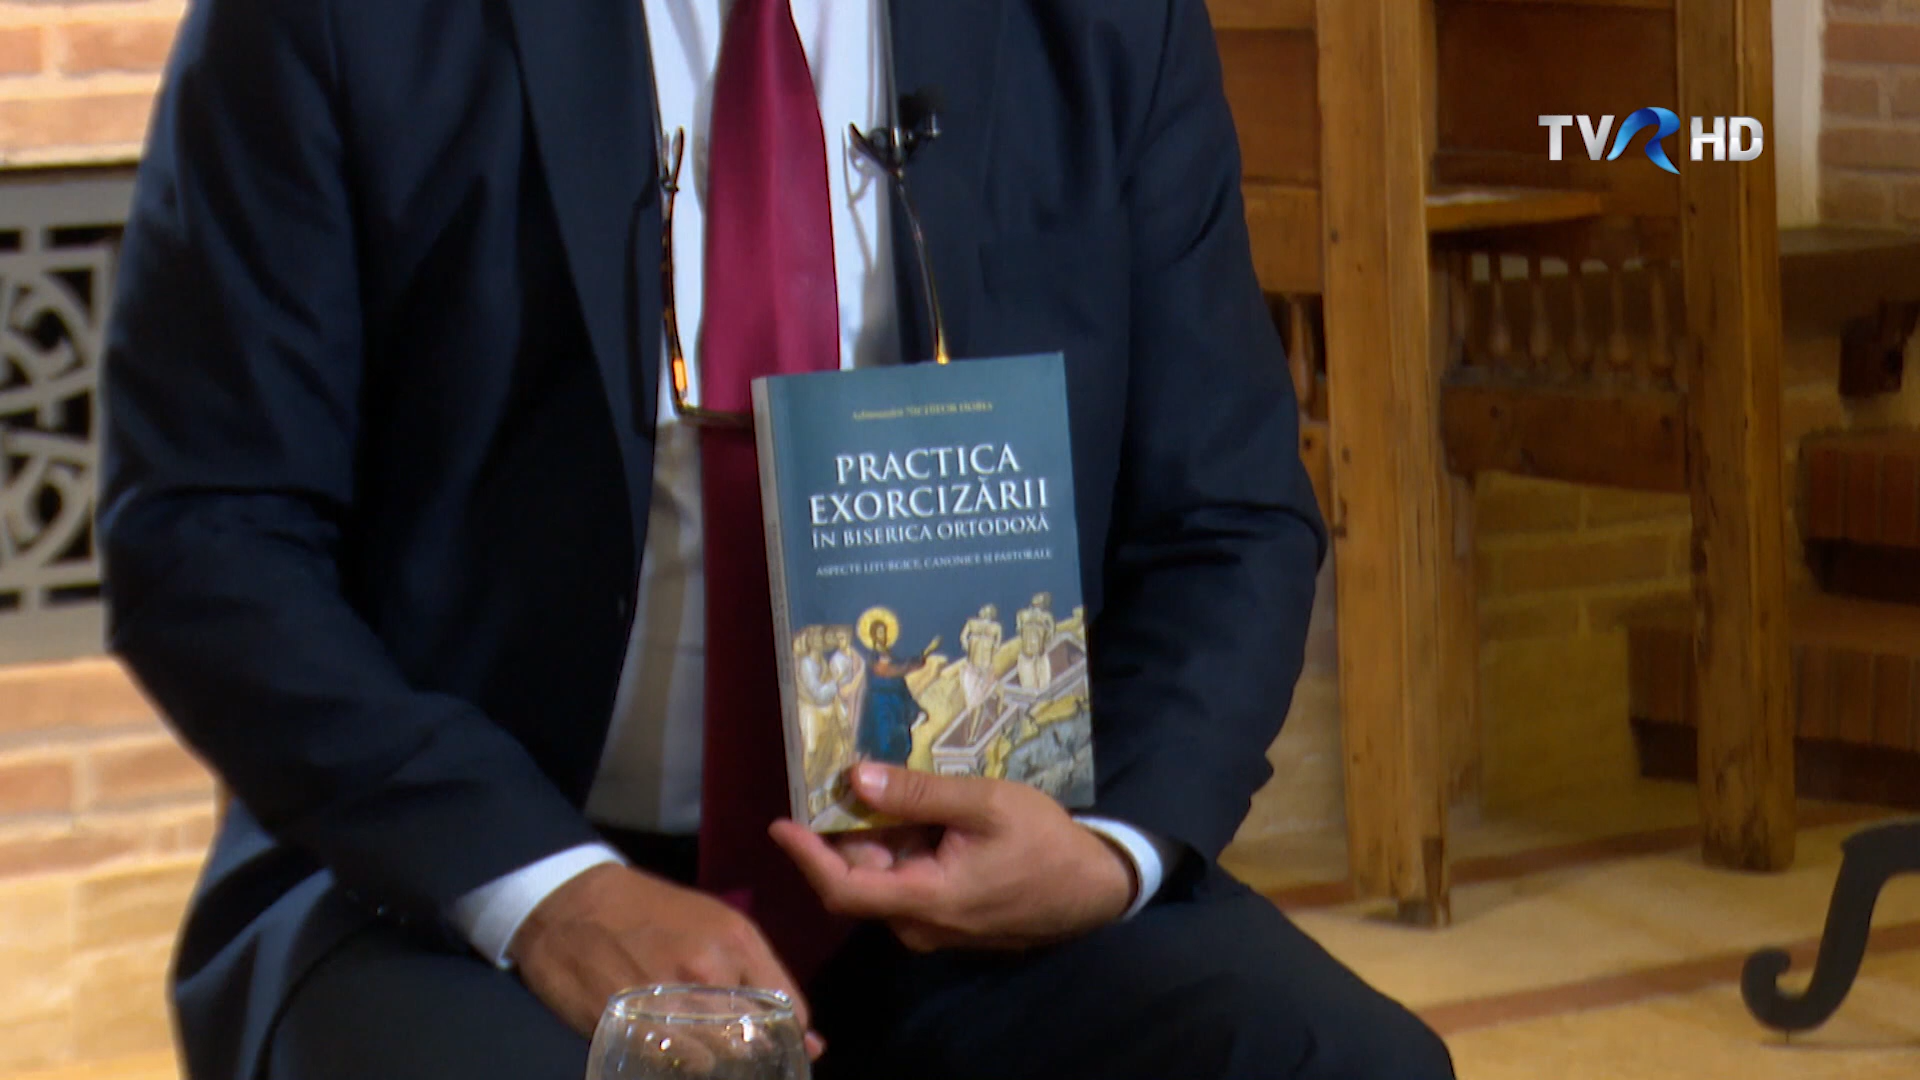 TVR HD
PRACTICA
EXORCIZĂRII
ÎN BISERICA ORTODOXĂ
ASPECTE LITURGICE, CANONICE ȘI PASTORALE